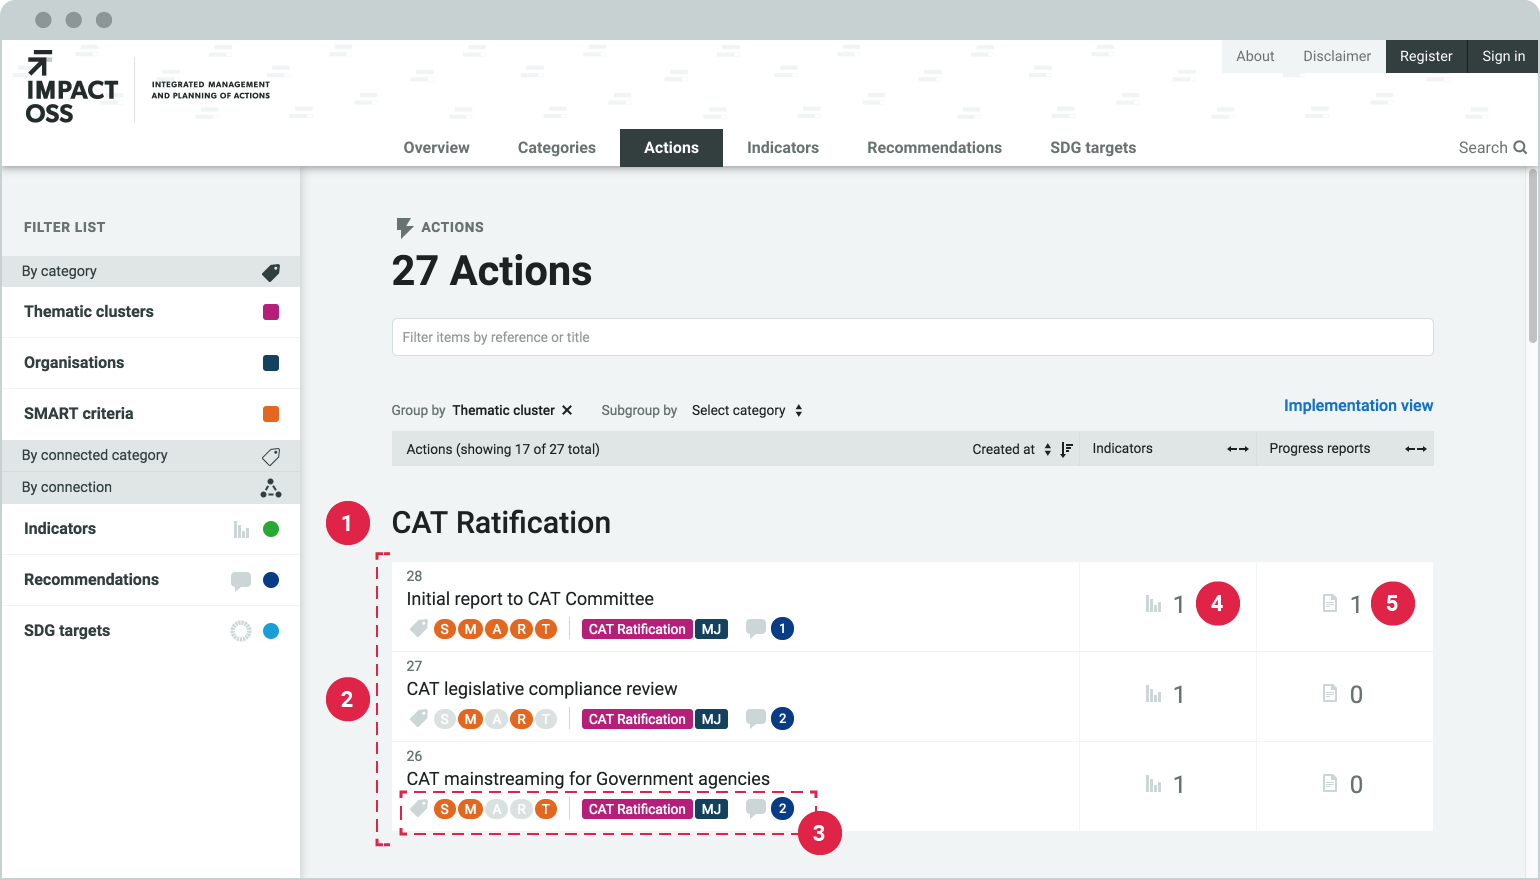 IMPACT
OSS
INTEGRATED MANAGEMENT
AND PLANNING OF ACTIONS
About Disclaimer Register Sign in
Overview Categories Actions Indicators Recommendations SDG targets Search
FILTER LIST
By category
Thematic clusters
Organisations
SMART criteria
By connected category
By connection
Indicators
Recommendations
SDG targets
ACTIONS
27 Actions
Filter items by reference or title
Group by Thematic cluster × Subgroup by Select category
Implementation view
Actions (showing 17 of 27 total) Created at Indicators Progress reports
1 CAT Ratification
28
Initial report to CAT Committee
S M A R T CAT Ratification MJ 1
1 4 1 5
2
27
CAT legislative compliance review
S M A R T CAT Ratification MJ 2
1 0
26
CAT mainstreaming for Government agencies
S M A R T CAT Ratification MJ 2
1 0
3